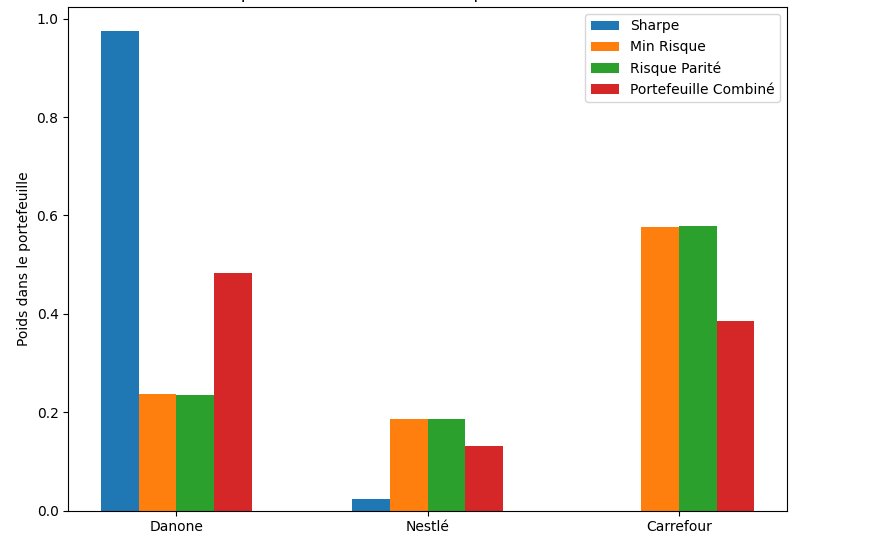 1.0
0.8
0.6
0.4
0.2
0.0
Poids dans le portefeuille
Sharpe
Min Risque
Risque Parité
Portefeuille Combiné
Danone
Nestlé
Carrefour